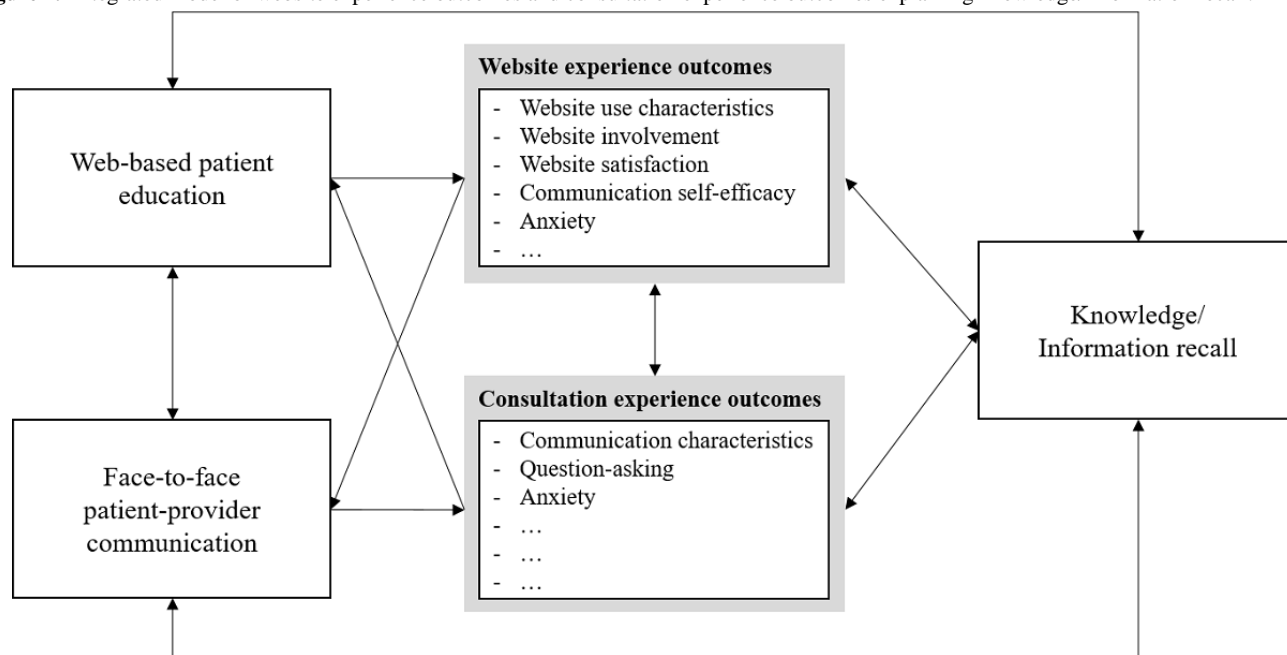 Website experience outcomes
- Website use characteristics
- Website involvement
- Website satisfaction
- Communication self-efficacy
- Anxiety
- …
Web-based patient
education
Knowledge/
Information recall
Consultation experience outcomes
- Communication characteristics
- Question-asking
- Anxiety
- …
- …
- …
Face-to-face
patient-provider
communication